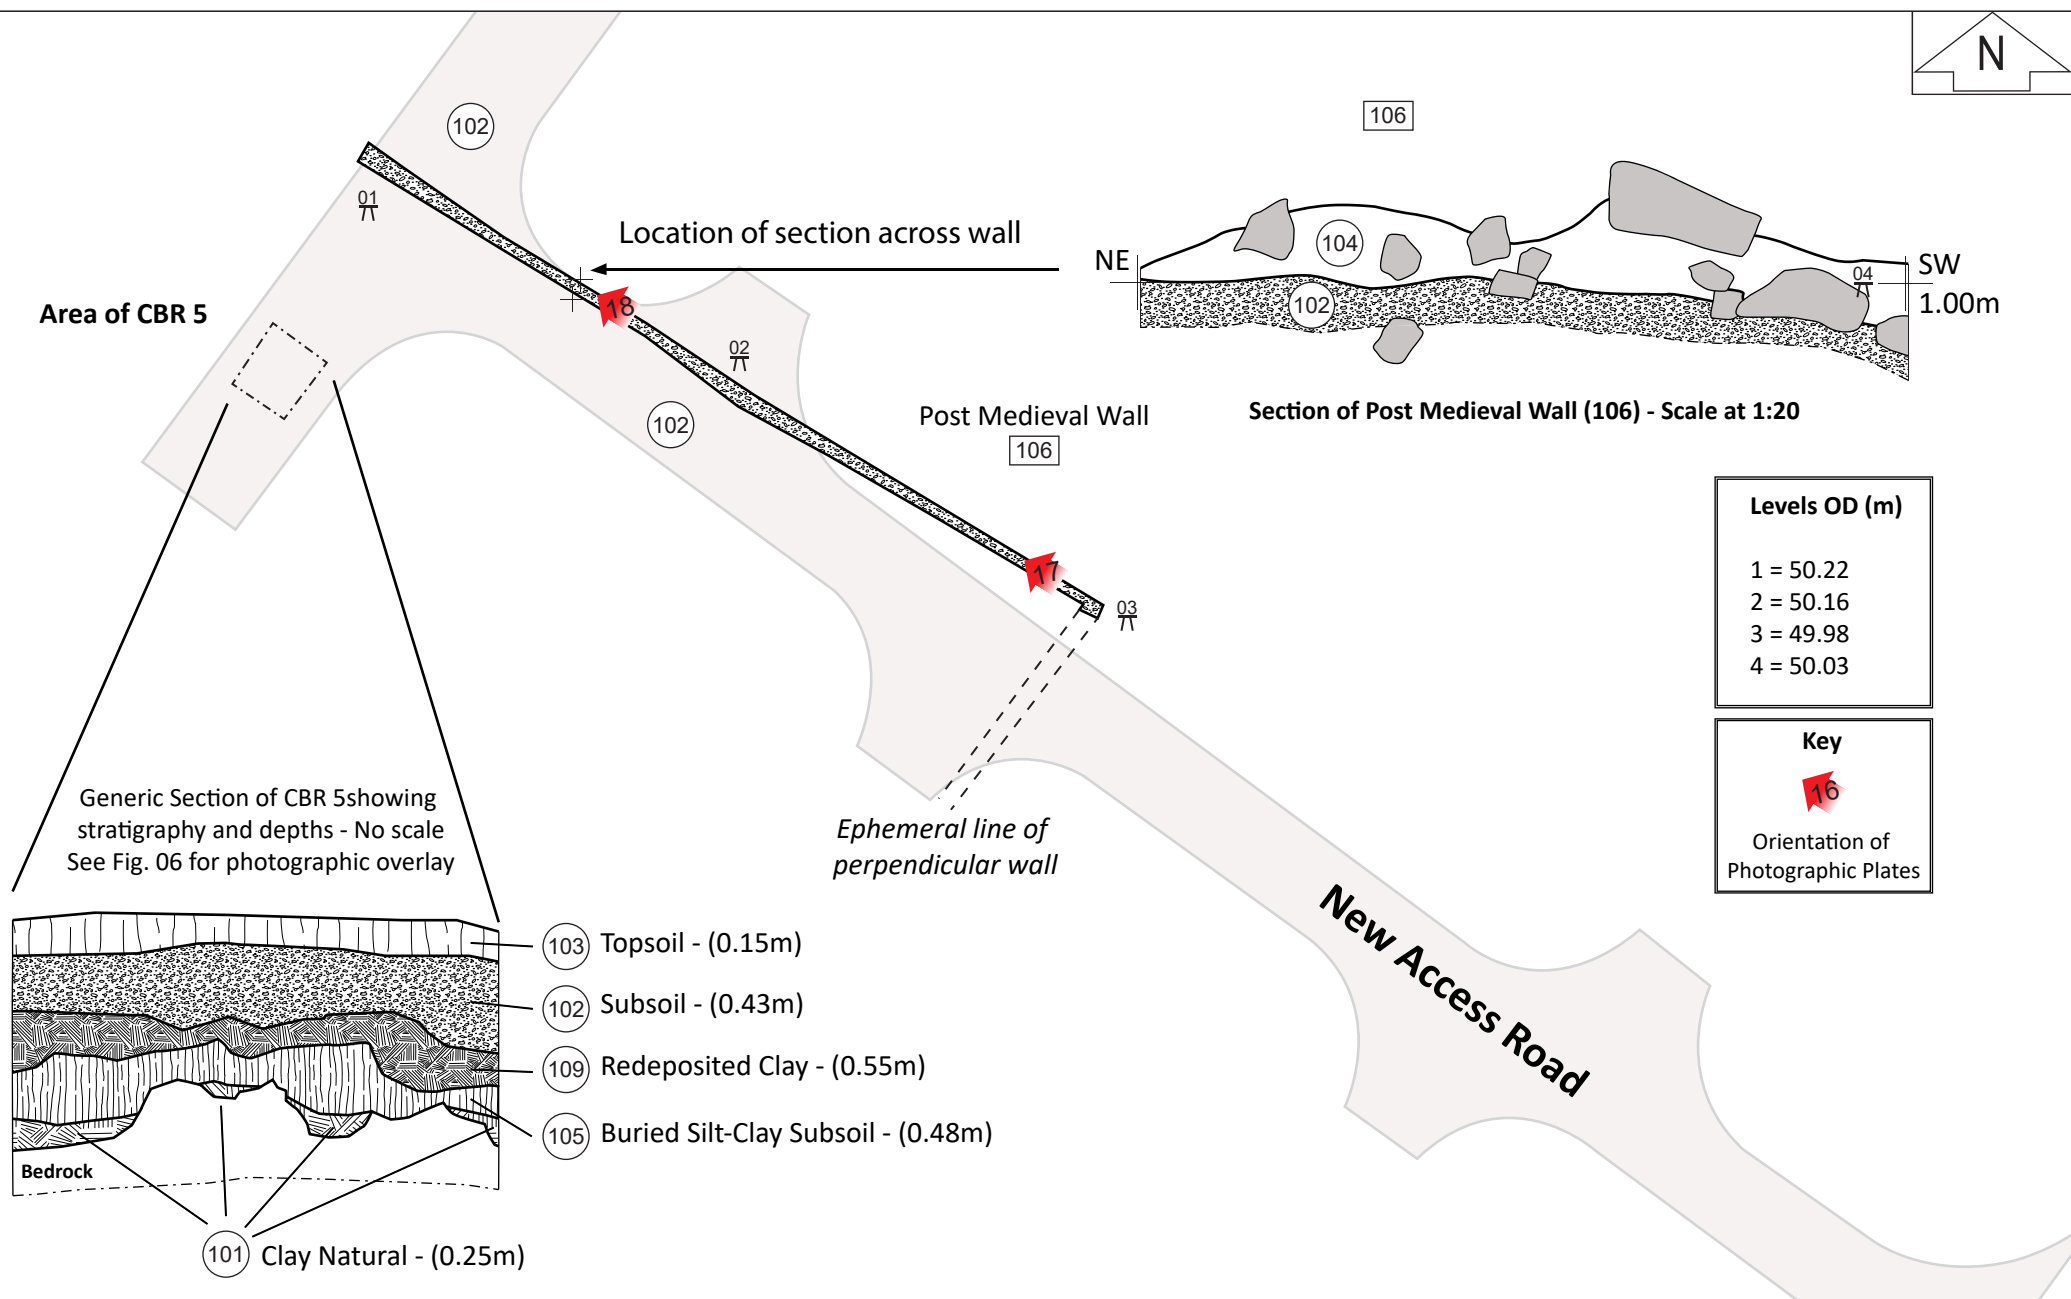 N
102
106
01
Location of section across wall
104
NE
SW
04
1.00m
102
Area of CBR 5
18
02
102
Post Medieval Wall
106
Section of Post Medieval Wall (106) - Scale at 1:20
Levels OD (m)
1 = 50.22
2 = 50.16
3 = 49.98
4 = 50.03
17
03
Key
16
Orientation of
Photographic Plates
Generic Section of CBR 5showing
stratigraphy and depths - No scale
See Fig. 06 for photographic overlay
Ephemeral line of
perpendicular wall
New Access Road
103 Topsoil - (0.15m)
102 Subsoil - (0.43m)
109 Redeposited Clay - (0.55m)
105 Buried Silt-Clay Subsoil - (0.48m)
Bedrock
101 Clay Natural - (0.25m)